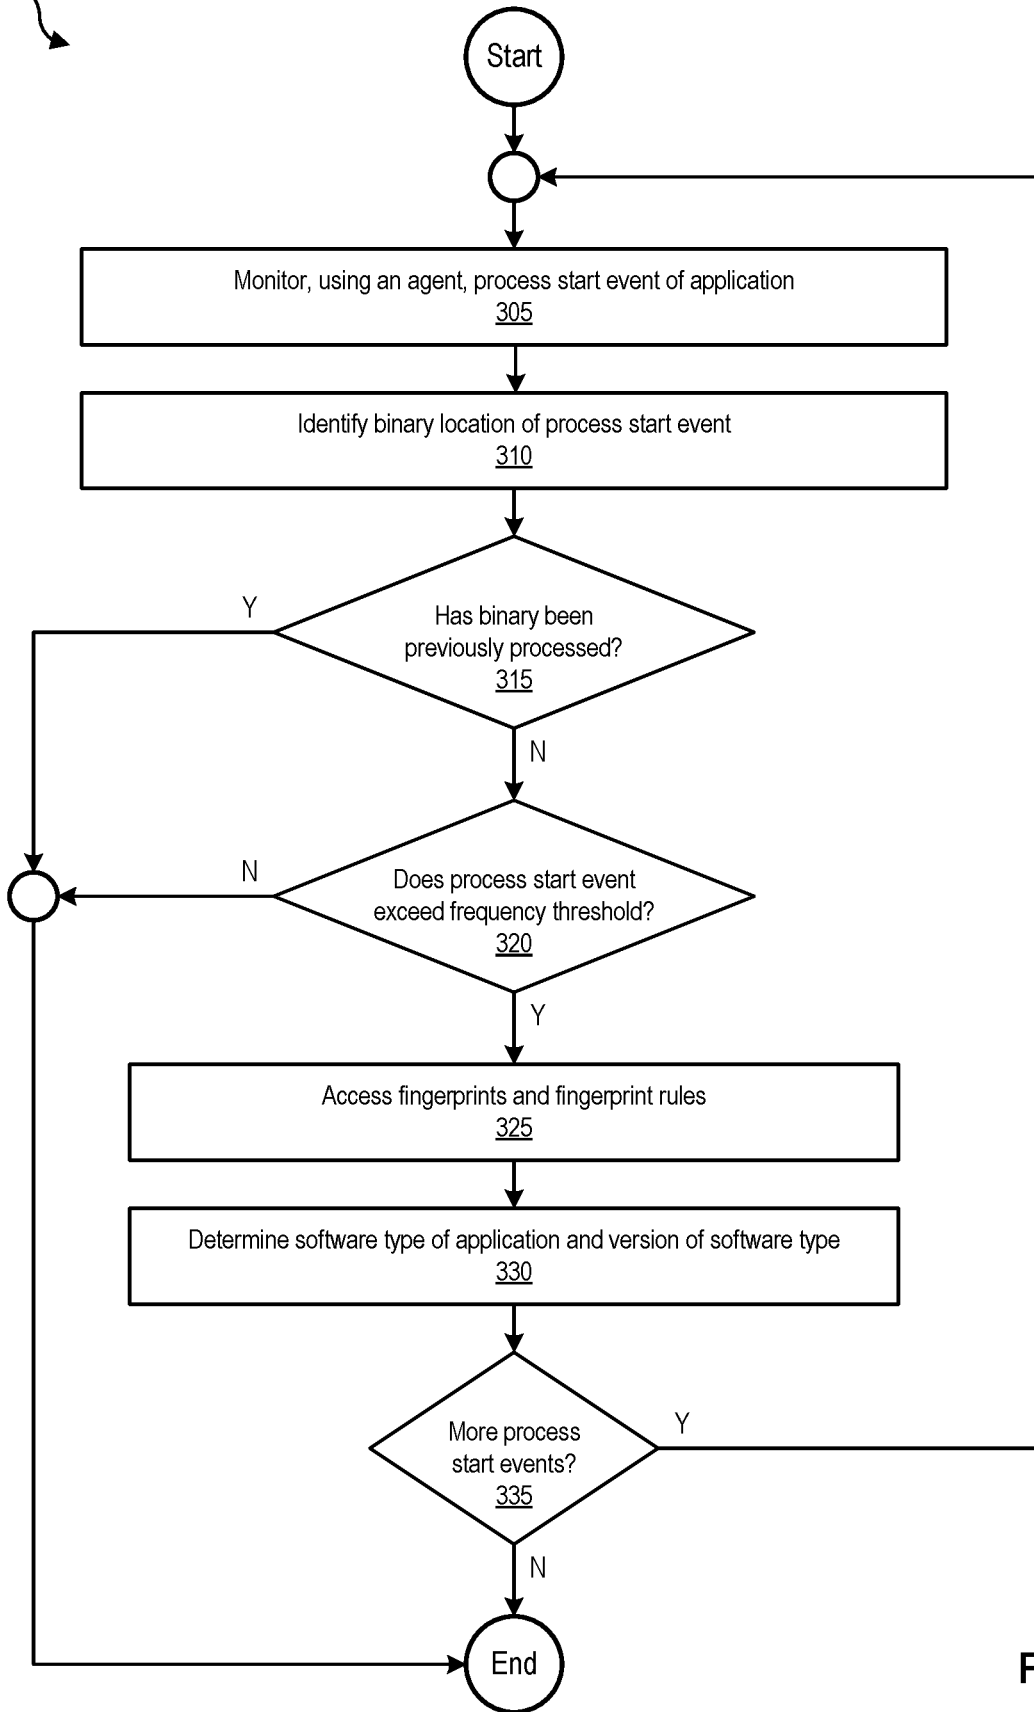 Start
Monitor, using an agent, process start event of application
305
Identify binary location of process start event
310
Y
Has binary been
previously processed?
315
N
N
Does process start event
exceed frequency threshold?
320
Y
Access fingerprints and fingerprint rules
325
Determine software type of application and version of software type
330
More process
start events?
335
Y
N
End
F